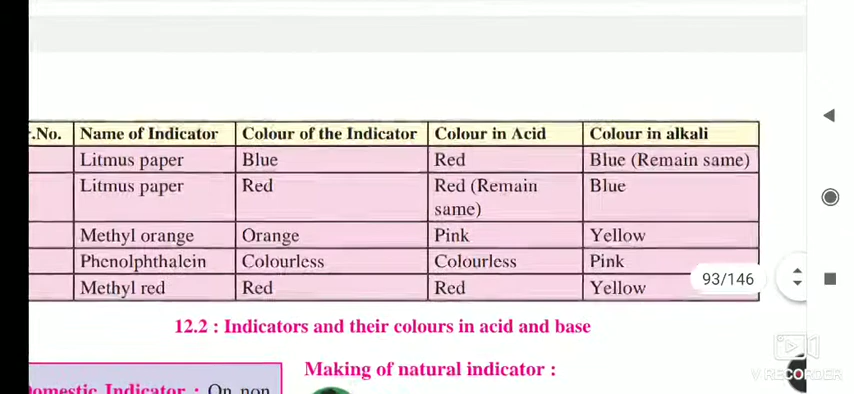 .No. Name of Indicator Colour of the Indicator Colour in Acid Colour in alkali
Litmus paper Blue Red Blue (Remain same)
Litmus paper Red Red (Remain same) Blue
Methyl orange Orange Pink Yellow
Phenolphthalein Colourless Colourless Pink
Methyl red Red Red Yellow
93/146
12.2 : Indicators and their colours in acid and base
Making of natural indicator :
Domestic Indicator : On non
V RECORDER